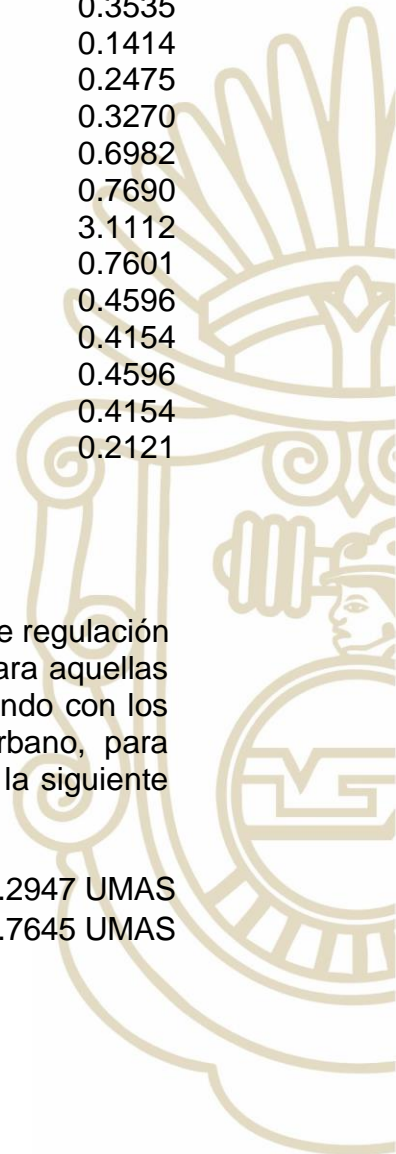 0.3535
0.1414
0.2475
0.3270
0.6982
0.7690
3.1112
0.7601
0.4596
0.4154
0.4596
0.4154
0.2121
e regulación
ara aquellas
ndo con los
rbano, para
la siguiente
.2947 UMAS
.7645 UMAS